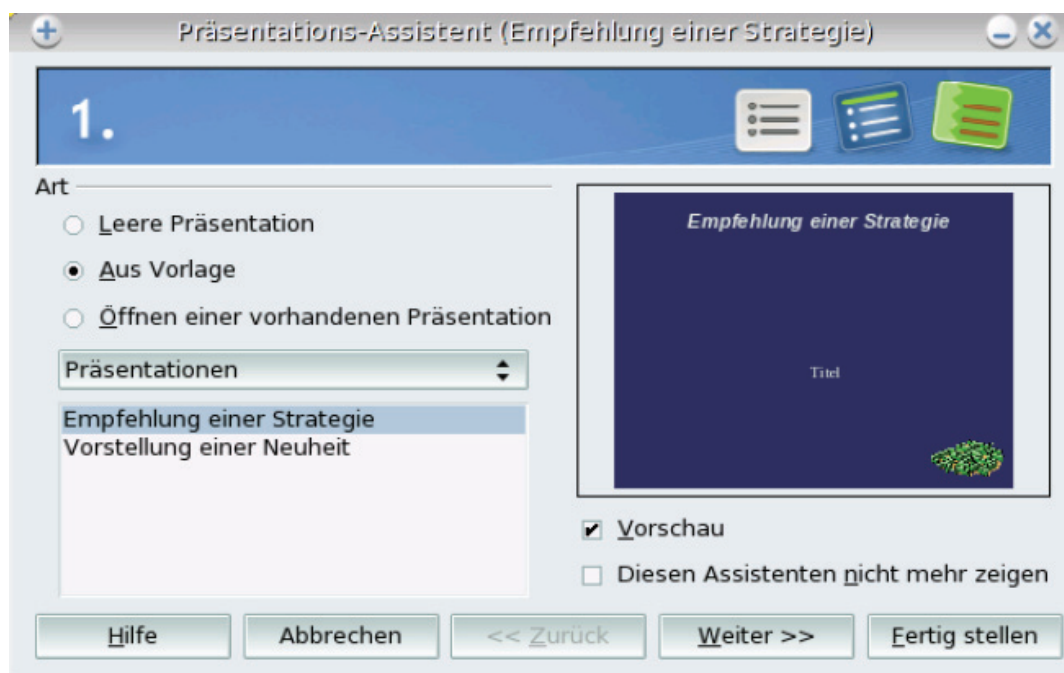 Präsentations-Assistent (Empfehlung einer Strategie)
1.
Art
Leere Präsentation
Aus Vorlage
Öffnen einer vorhandenen Präsentation
Präsentationen
Empfehlung einer Strategie
Vorstellung einer Neuheit
Empfehlung einer Strategie
Titel
Vorschau
Diesen Assistenten nicht mehr zeigen
Hilfe
Abbrechen
<< Zurück
Weiter >>
Fertig stellen